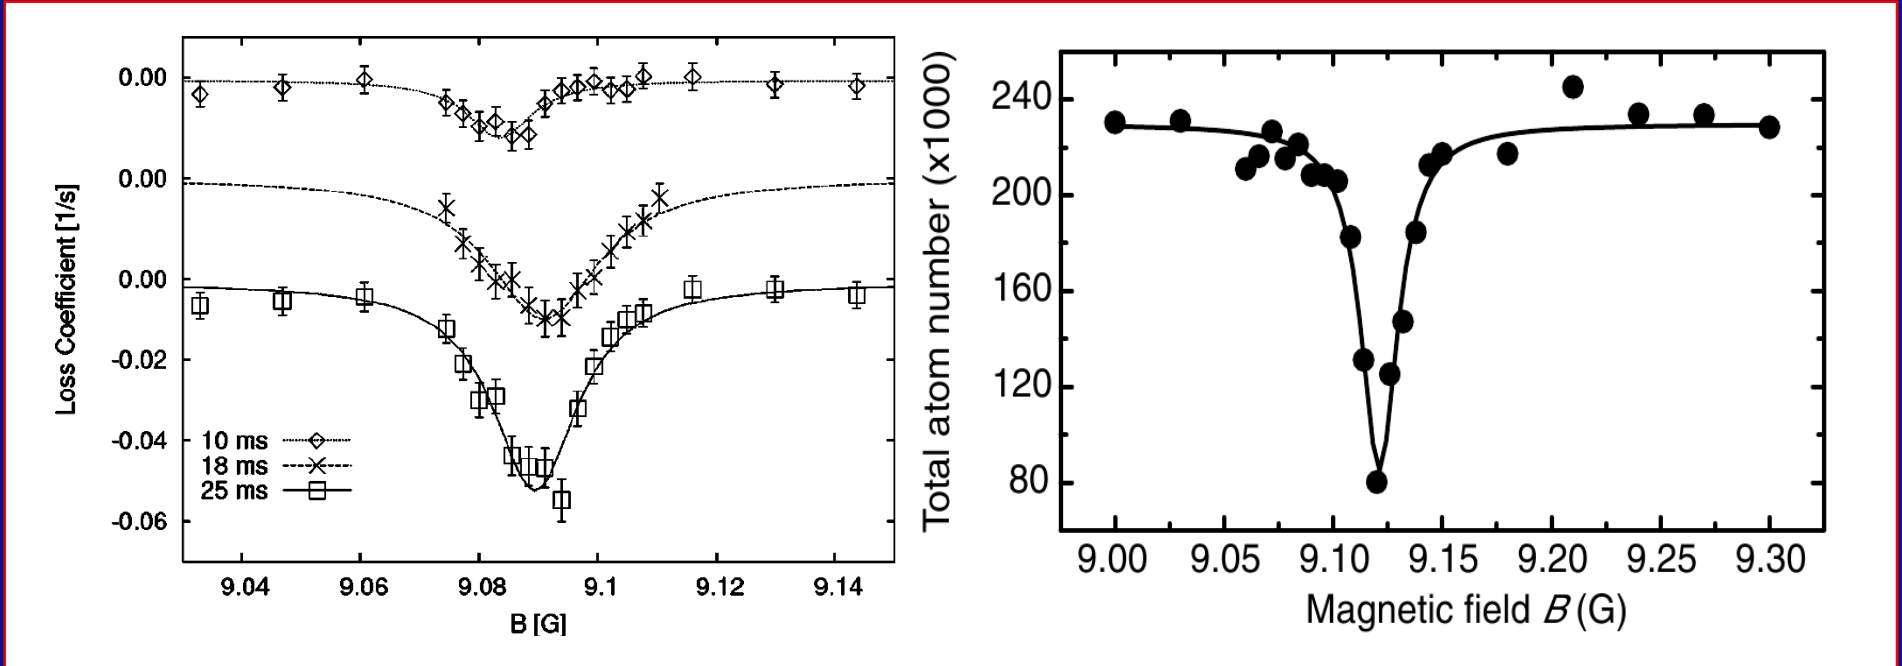 0.00
0.00
0.00
-0.02
-0.04
-0.06
Loss Coefficient [1/s]
10 ms
18 ms
25 ms
9.04 9.06 9.08 9.1 9.12 9.14
B [G]
240
200
160
120
80
Total atom number (x1000)
9.00 9.05 9.10 9.15 9.20 9.25 9.30
Magnetic field B (G)